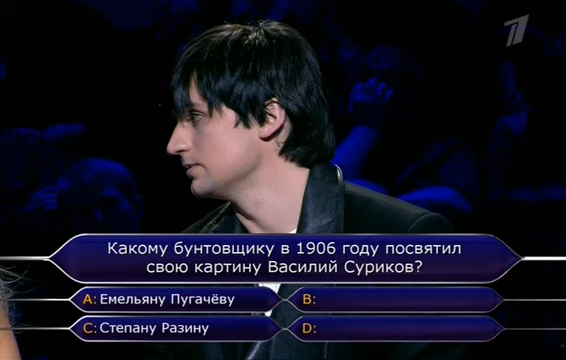 Какому бунтовщику в 1906 году посвятил
свою картину Василий Суриков?
A: Емельяну Пугачёву
B:
C: Степану Разину
D: